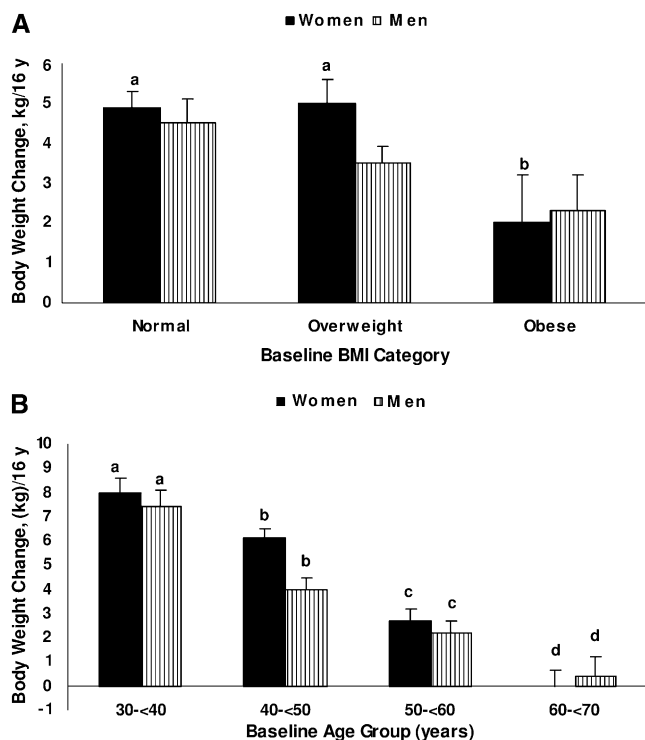 A
Women Men
Body Weight Change, kg/16 y
6
5
4
3
2
1
0
a
a
b
Normal Overweight Obese
Baseline BMI Category
B
Women Men
Body Weight Change, (kg)/16 y
10
9
8
7
6
5
4
3
2
1
0
-1
a a
b
b
c c
d d
30-<40 40-<50 50-<60 60-<70
Baseline Age Group (years)